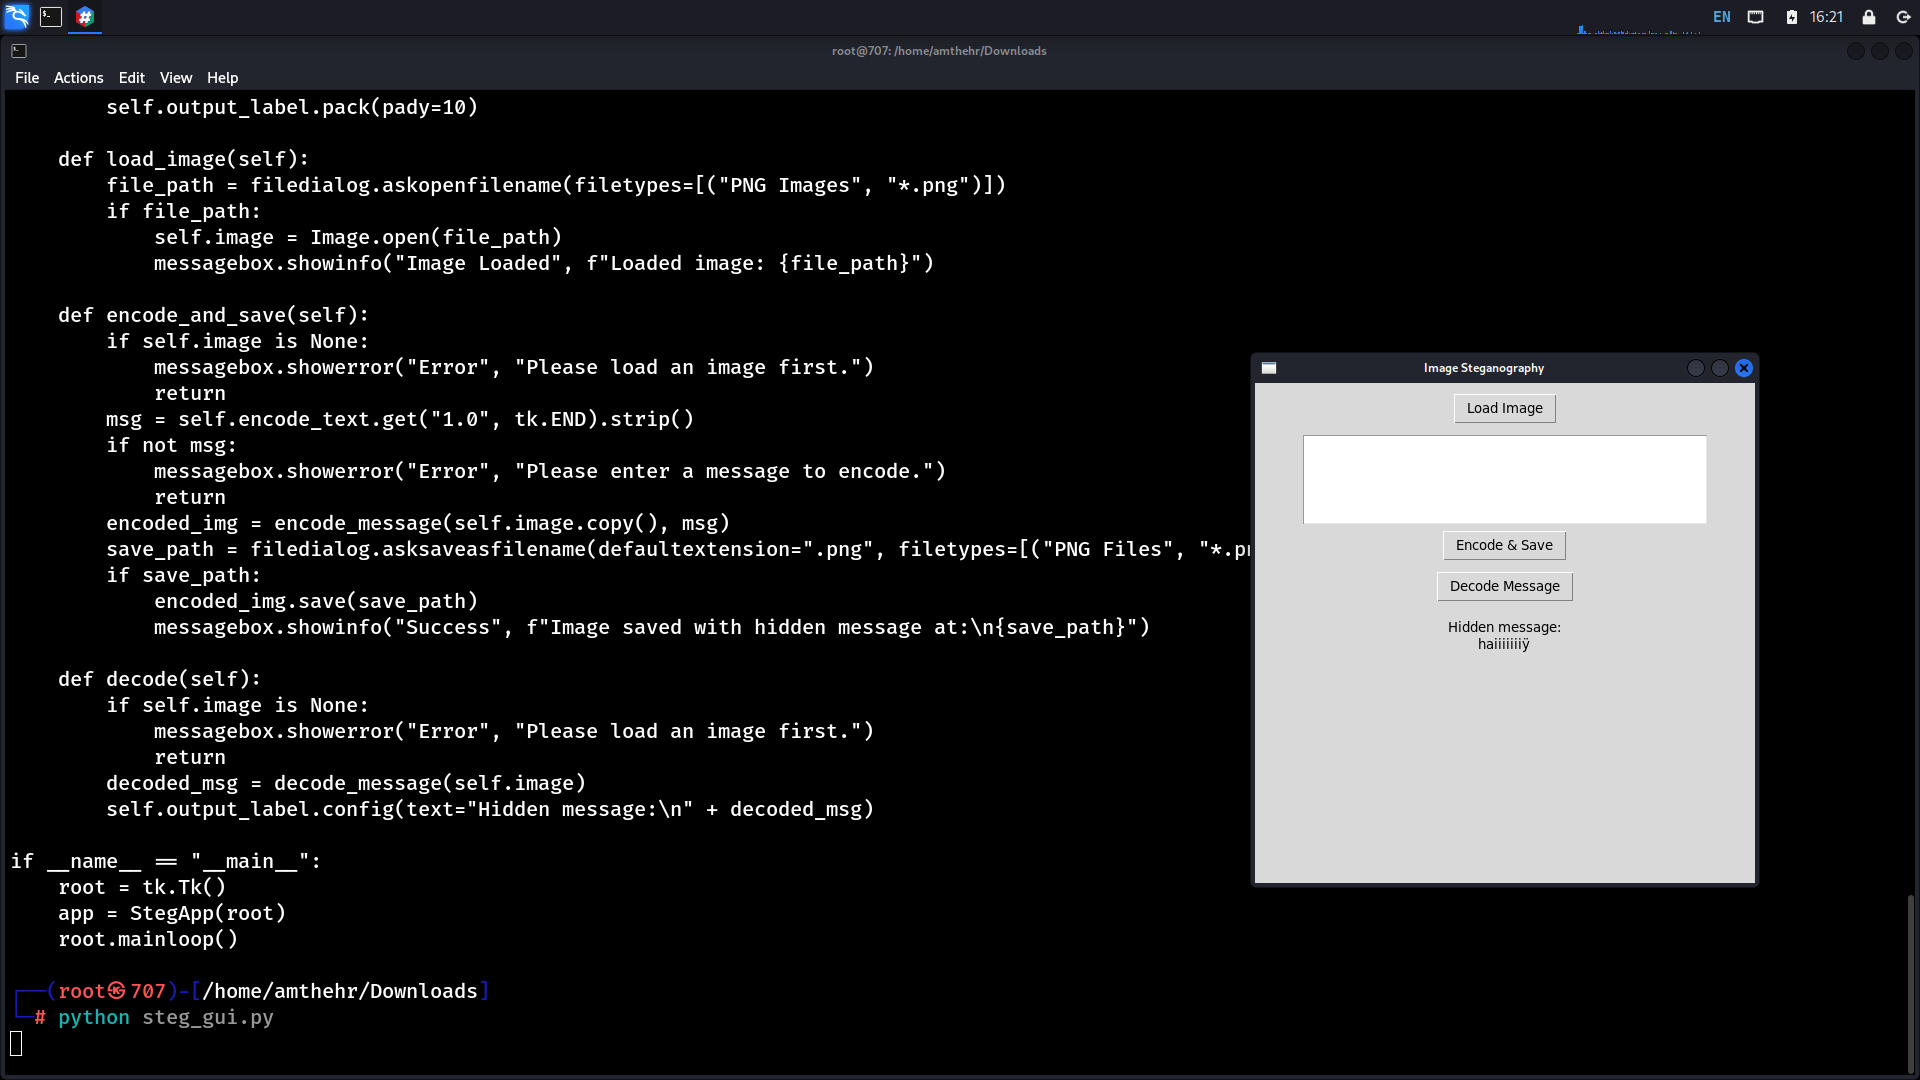 EN
16:21
root@707: /home/amthehr/Downloads
File Actions Edit View Help
        self.output_label.pack(pady=10)
    def load_image(self):
        file_path = filedialog.askopenfilename(filetypes=[("PNG Images", "*.png")])
        if file_path:
            self.image = Image.open(file_path)
            messagebox.showinfo("Image Loaded", f"Loaded image: {file_path}")
    def encode_and_save(self):
        if self.image is None:
            messagebox.showerror("Error", "Please load an image first.")
            return
        msg = self.encode_text.get("1.0", tk.END).strip()
        if not msg:
            messagebox.showerror("Error", "Please enter a message to encode.")
            return
        encoded_img = encode_message(self.image.copy(), msg)
        save_path = filedialog.asksaveasfilename(defaultextension=".png", filetypes=[("PNG Files", "*.pn
        if save_path:
            encoded_img.save(save_path)
            messagebox.showinfo("Success", f"Image saved with hidden message at:\n{save_path}")
    def decode(self):
        if self.image is None:
            messagebox.showerror("Error", "Please load an image first.")
            return
        decoded_msg = decode_message(self.image)
        self.output_label.config(text="Hidden message:\n" + decoded_msg)
if __name__ == "__main__":
    root = tk.Tk()
    app = StegApp(root)
    root.mainloop()
(root㉿707)-[/home/amthehr/Downloads]
# python steg_gui.py
Image Steganography
Load Image
Encode & Save
Decode Message
Hidden message:
haiiiiiiiÿ